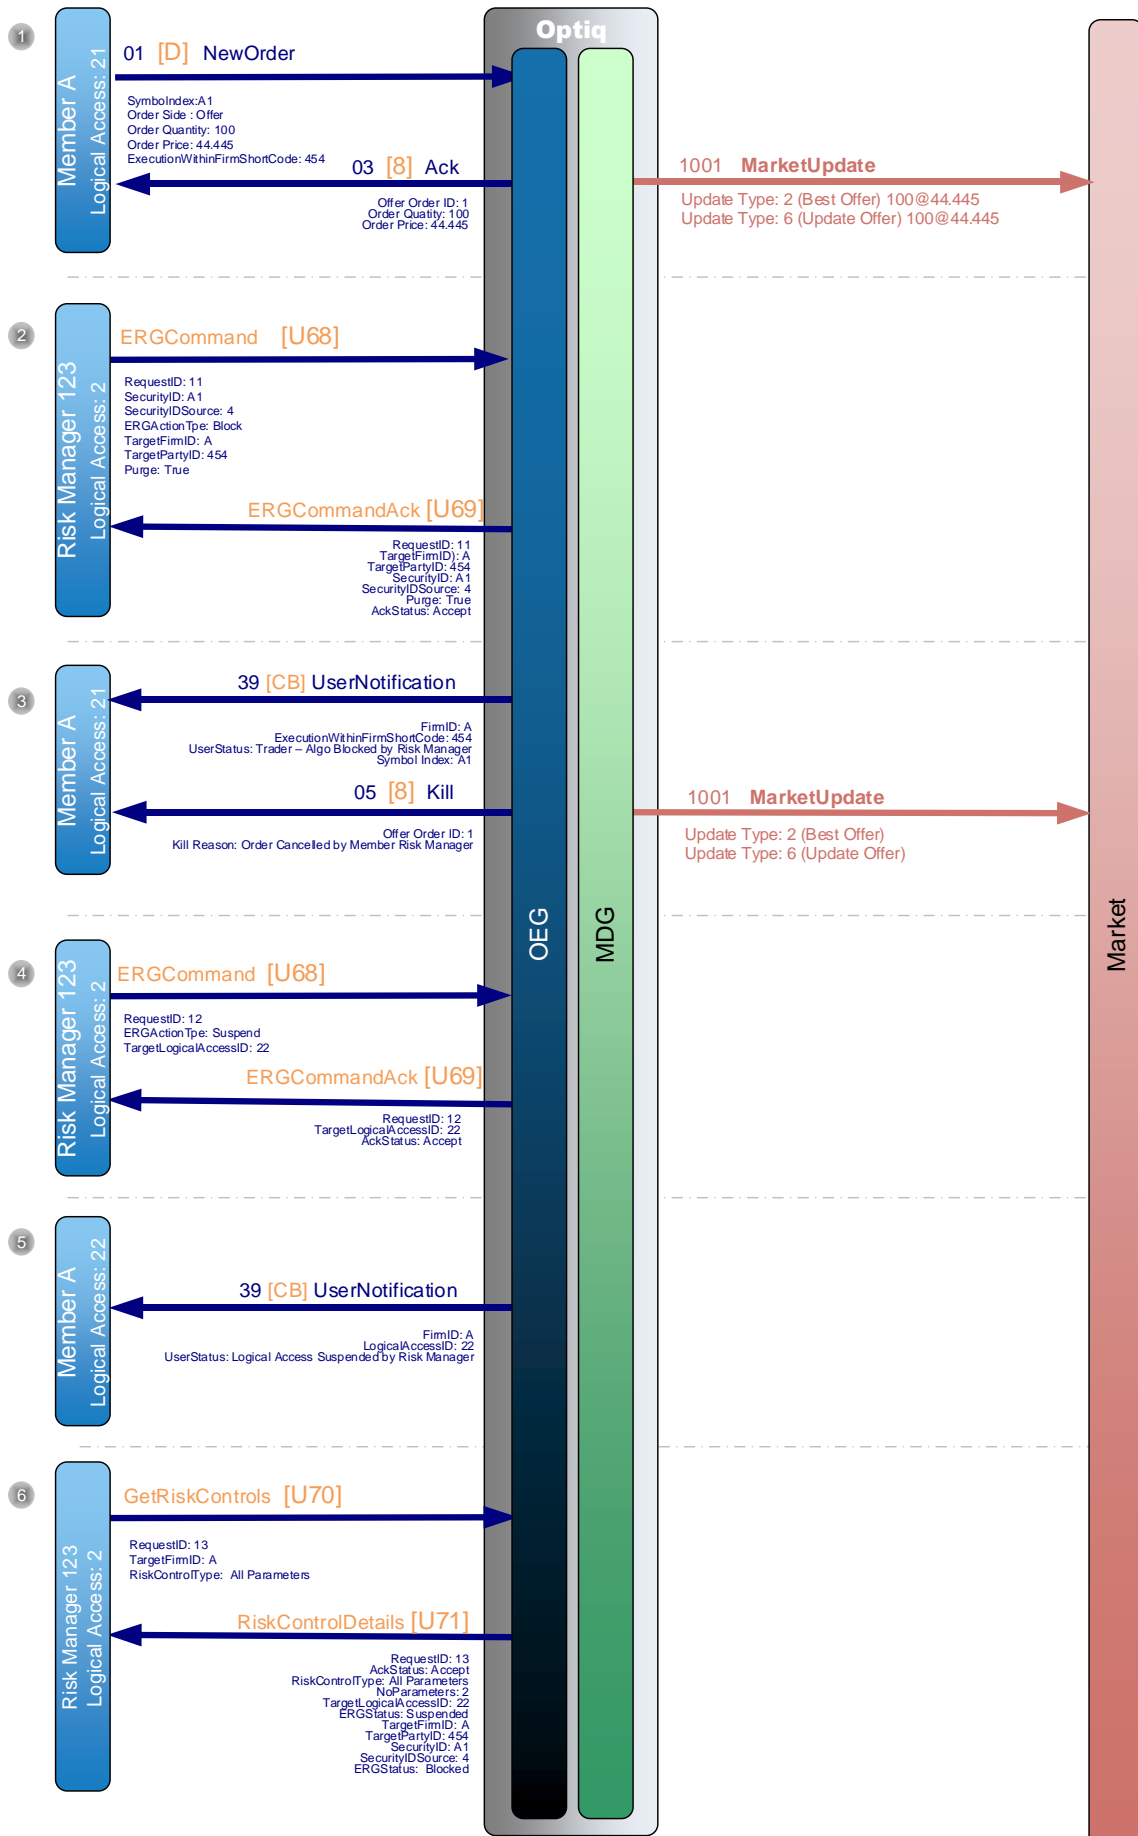 Optiq
1
Member A
Logical Access: 21
01 [D] NewOrder
SymbolIndex:A1
Order Side : Offer
Order Quantity: 100
Order Price: 44.445
ExecutionWithinFirmShortCode: 454
03 [8] Ack
Offer Order ID: 1
Order Quatity: 100
Order Price: 44.445
1001 MarketUpdate
Update Type: 2 (Best Offer) 100@44.445
Update Type: 6 (Update Offer) 100@44.445
2
Risk Manager 123
Logical Access: 2
ERGCommand [U68]
RequestID: 11
SecurityID: A1
SecurityIDSource: 4
ERGActionTpe: Block
TargetFirmID: A
TargetPartyID: 454
Purge: True
ERGCommandAck [U69]
RequestID: 11
TargetFirmID): A
TargetPartyID: 454
SecurityID: A1
SecurityIDSource: 4
Purge: True
AckStatus: Accept
3
Member A
Logical Access: 21
39 [CB] UserNotification
FirmID: A
ExecutionWithinFirmShortCode: 454
UserStatus: Trader – Algo Blocked by Risk Manager
Symbol Index: A1
05 [8] Kill
Offer Order ID: 1
Kill Reason: Order Cancelled by Member Risk Manager
1001 MarketUpdate
Update Type: 2 (Best Offer)
Update Type: 6 (Update Offer)
OEG
MDG
Market
4
Risk Manager 123
Logical Access: 2
ERGCommand [U68]
RequestID: 12
ERGActionTpe: Suspend
TargetLogicalAccessID: 22
ERGCommandAck [U69]
RequestID: 12
TargetLogicalAccessID: 22
AckStatus: Accept
5
Member A
Logical Access: 22
39 [CB] UserNotification
FirmID: A
LogicalAccessID: 22
UserStatus: Logical Access Suspended by Risk Manager
6
Risk Manager 123
Logical Access: 2
GetRiskControls [U70]
RequestID: 13
TargetFirmID: A
RiskControlType: All Parameters
RiskControlDetails [U71]
RequestID: 13
AckStatus: Accept
RiskControlType: All Parameters
NoParameters: 2
TargetLogicalAccessID: 22
ERGStatus: Suspended
TargetFirmID: A
TargetPartyID: 454
SecurityID: A1
SecurityIDSource: 4
ERGStatus: Blocked